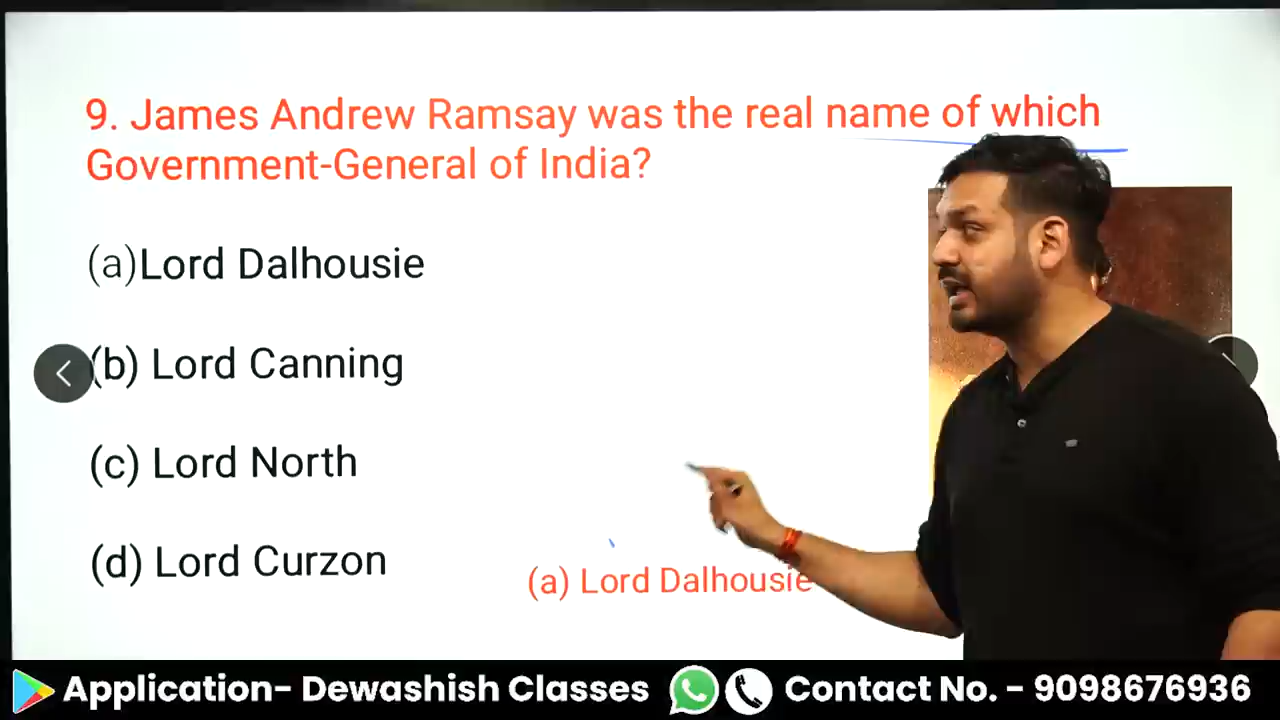 9. James Andrew Ramsay was the real name of which
Government-General of India?
(a)Lord Dalhousie
(b) Lord Canning
(c) Lord North
(d) Lord Curzon
(a) Lord Dalhousie
Application- Dewashish Classes
Contact No. - 9098676936